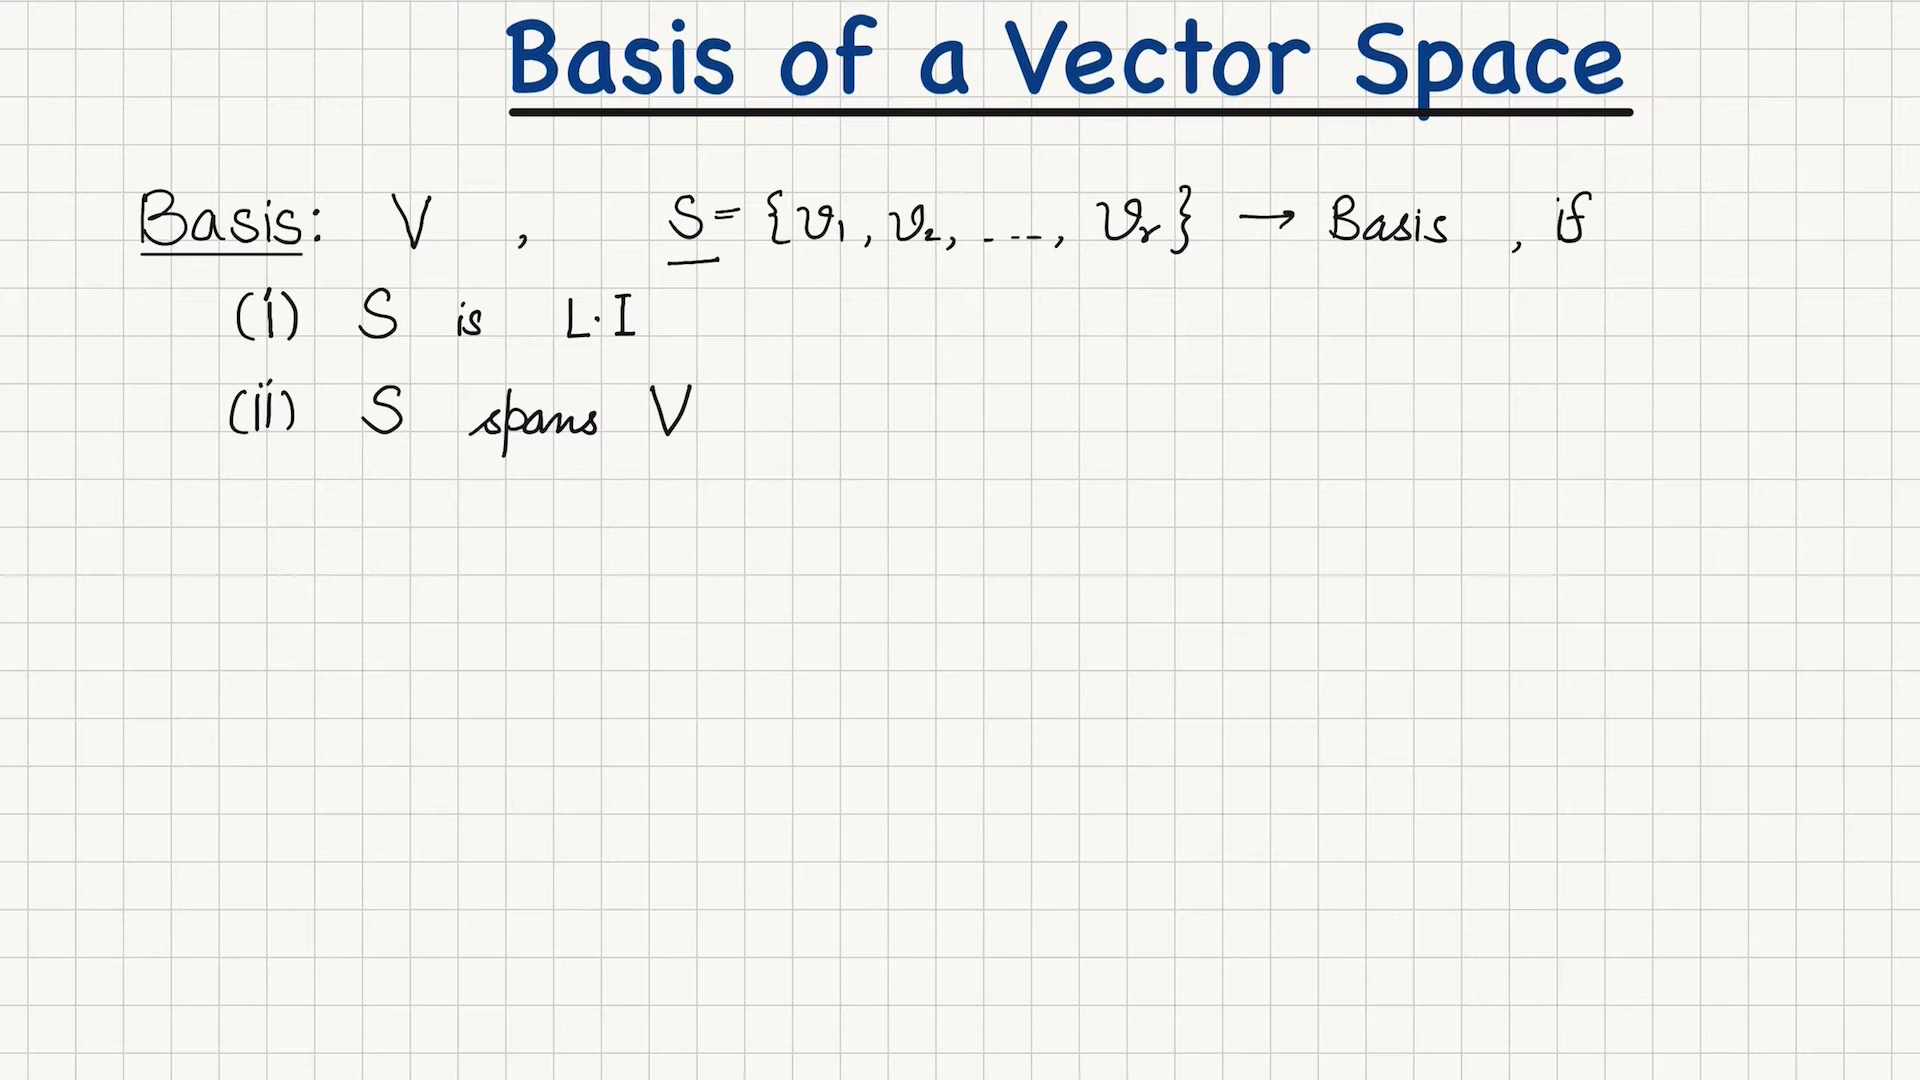 Basis of a Vector Space
Basis: V , S = {v₁, v₂, ----, vᵣ} → Basis , if
(i) S is L.I
(ii) S spans V